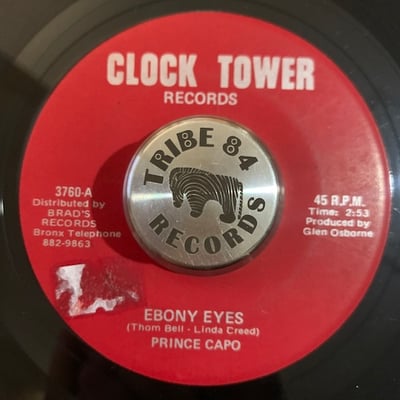 CLOCK TOWER
RECORDS
TRIBE 84
RECORDS
3760-A
Distributed by
BRAD'S
RECORDS
Bronx Telephone
882-9863
45 R.P.M.
Time: 2:53
Produced by
Glen Osborne
EBONY EYES
(Thom Bell - Linda Creed)
PRINCE CAPO